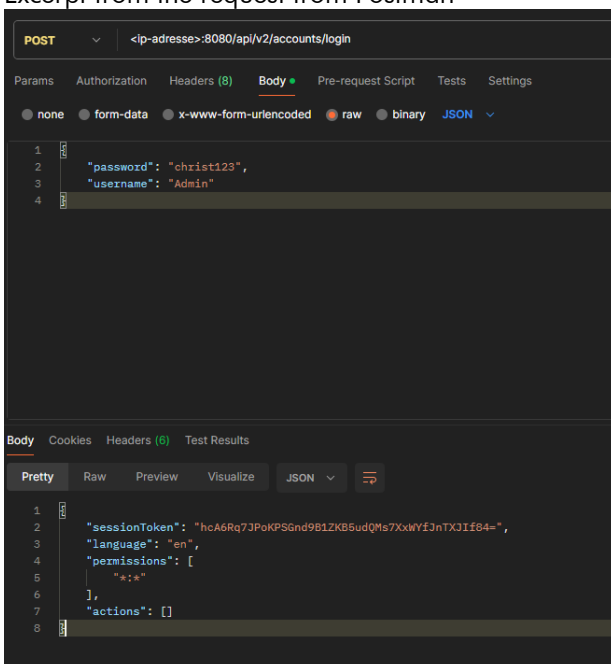 Excerpt from the request from Postman
POST <ip-adresse>:8080/api/v2/accounts/login
Params Authorization Headers (8) Body Pre-request Script Tests Settings
none form-data x-www-form-urlencoded raw binary JSON
1 {
2 "password": "christ123",
3 "username": "Admin"
4 }
Body Cookies Headers (6) Test Results
Pretty Raw Preview Visualize JSON
1 {
2 "sessionToken": "hcA6Rq7JPoKPSGnd9B1ZKB5udQMs7XxWYfJnTXJIf84=",
3 "language": "en",
4 "permissions": [
5 "*:*"
6 ],
7 "actions": []
8 }